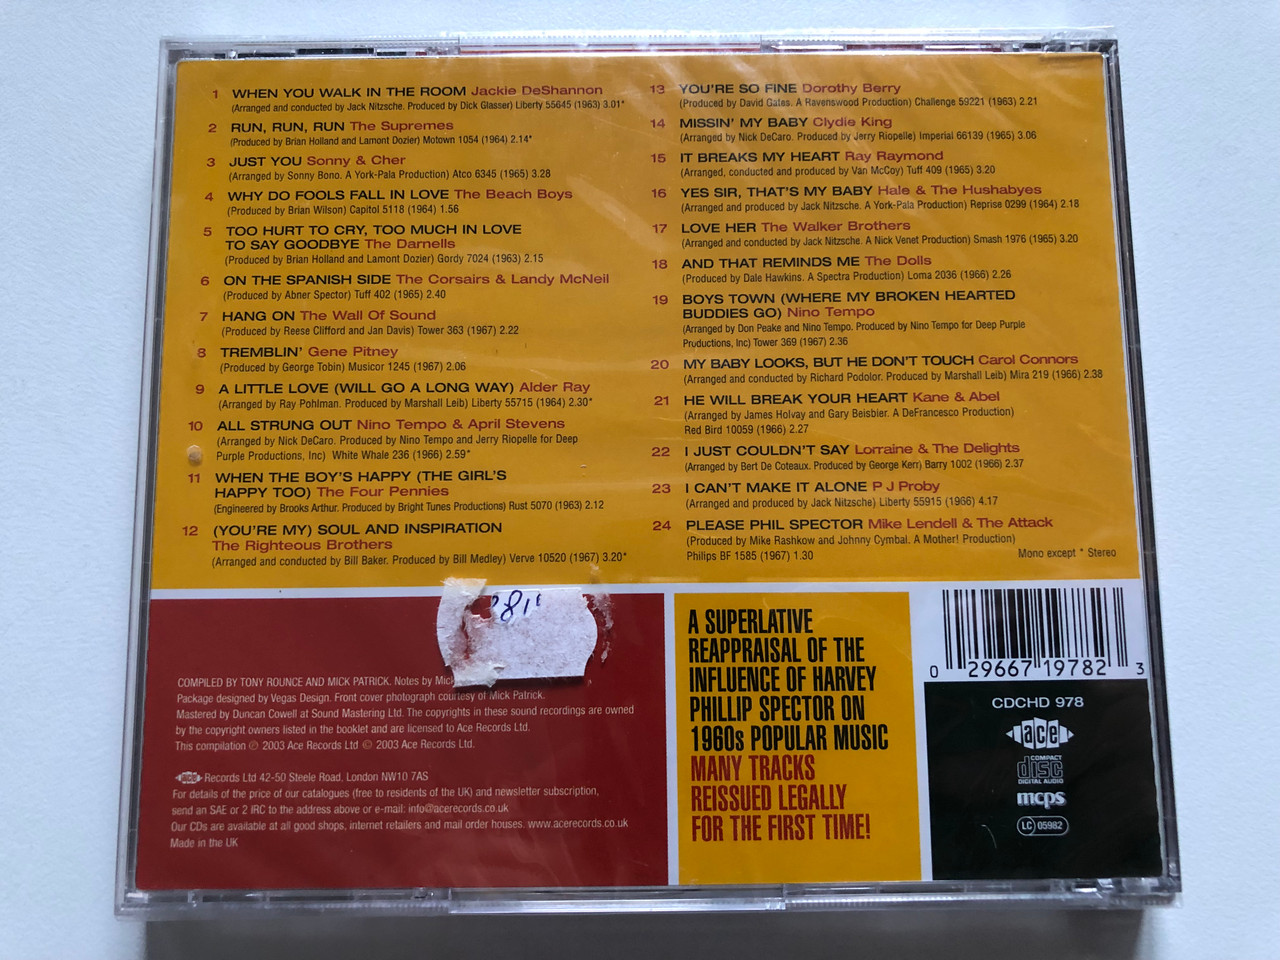 1 WHEN YOU WALK IN THE ROOM Jackie DeShannon
(Arranged and conducted by Jack Nitzsche. Produced by Dick Glasser) Liberty 55645 (1963) 3.01*
2 RUN, RUN, RUN The Supremes
(Produced by Brian Holland and Lamont Dozier) Motown 1054 (1964) 2.14*
3 JUST YOU Sonny & Cher
(Arranged by Sonny Bono. A York-Pala Production) Atco 6345 (1965) 3.28
4 WHY DO FOOLS FALL IN LOVE The Beach Boys
(Produced by Brian Wilson) Capitol 5118 (1964) 1.56
5 TOO HURT TO CRY, TOO MUCH IN LOVE
TO SAY GOODBYE The Darnells
(Produced by Brian Holland and Lamont Dozier) Gordy 7024 (1963) 2.15
6 ON THE SPANISH SIDE The Corsairs & Landy McNeil
(Produced by Abner Spector) Tuff 402 (1965) 2.40
7 HANG ON The Wall Of Sound
(Produced by Reese Clifford and Jan Davis) Tower 363 (1967) 2.22
8 TREMBLIN' Gene Pitney
(Produced by George Tobin) Musicor 1245 (1967) 2.06
9 A LITTLE LOVE (WILL GO A LONG WAY) Alder Ray
(Arranged by Ray Pohlman. Produced by Marshall Leib) Liberty 55715 (1964) 2.30*
10 ALL STRUNG OUT Nino Tempo & April Stevens
(Arranged by Nick DeCaro. Produced by Nino Tempo and Jerry Riopelle for Deep
Purple Productions, Inc) White Whale 236 (1966) 2.59*
11 WHEN THE BOY'S HAPPY (THE GIRL'S
HAPPY TOO) The Four Pennies
(Engineered by Brooks Arthur. Produced by Bright Tunes Productions) Rust 5070 (1963) 2.12
12 (YOU'RE MY) SOUL AND INSPIRATION
The Righteous Brothers
(Arranged and conducted by Bill Baker. Produced by Bill Medley) Verve 10520 (1967) 3.20*
13 YOU'RE SO FINE Dorothy Berry
(Produced by David Gates. A Ravenswood Production) Challenge 59221 (1963) 2.21
14 MISSIN' MY BABY Clydie King
(Arranged by Nick DeCaro. Produced by Jerry Riopelle) Imperial 66139 (1965) 3.06
15 IT BREAKS MY HEART Ray Raymond
(Arranged, conducted and produced by Van McCoy) Tuff 409 (1965) 3.20
16 YES SIR, THAT'S MY BABY Hale & The Hushabyes
(Arranged and produced by Jack Nitzsche. A York-Pala Production) Reprise 0299 (1964) 2.18
17 LOVE HER The Walker Brothers
(Arranged and conducted by Jack Nitzsche. A Nick Venet Production) Smash 1976 (1965) 3.20
18 AND THAT REMINDS ME The Dolls
(Produced by Dale Hawkins. A Spectra Production) Loma 2036 (1966) 2.26
19 BOYS TOWN (WHERE MY BROKEN HEARTED
BUDDIES GO) Nino Tempo
(Arranged by Don Peake and Nino Tempo. Produced by Nino Tempo for Deep Purple
Productions, Inc) Tower 369 (1967) 2.36
20 MY BABY LOOKS, BUT HE DON'T TOUCH Carol Connors
(Arranged and conducted by Richard Podolor. Produced by Marshall Leib) Mira 219 (1966) 2.38
21 HE WILL BREAK YOUR HEART Kane & Abel
(Arranged by James Holvay and Gary Beisbier. A DeFrancesco Production)
Red Bird 10059 (1966) 2.27
22 I JUST COULDN'T SAY Lorraine & The Delights
(Arranged by Bert De Coteaux. Produced by George Kerr) Barry 1002 (1966) 2.37
23 I CAN'T MAKE IT ALONE P J Proby
(Arranged and produced by Jack Nitzsche) Liberty 55915 (1966) 4.17
24 PLEASE PHIL SPECTOR Mike Lendell & The Attack
(Produced by Mike Rashkow and Johnny Cymbal. A Mother! Production)
Philips BF 1585 (1967) 1.30
Mono except * Stereo
COMPILED BY TONY ROUNCE AND MICK PATRICK. Notes by Mick
Package designed by Vegas Design. Front cover photograph courtesy of Mick Patrick.
Mastered by Duncan Cowell at Sound Mastering Ltd. The copyrights in these sound recordings are owned
by the copyright owners listed in the booklet and are licensed to Ace Records Ltd.
This compilation ℗ 2003 Ace Records Ltd © 2003 Ace Records Ltd.
ace Records Ltd 42-50 Steele Road, London NW10 7AS
For details of the price of our catalogues (free to residents of the UK) and newsletter subscription,
send an SAE or 2 IRC to the address above or e-mail: info@acerecords.co.uk
Our CDs are available at all good shops, internet retailers and mail order houses. www.acerecords.co.uk
Made in the UK
A SUPERLATIVE
REAPPRAISAL OF THE
INFLUENCE OF HARVEY
PHILLIP SPECTOR ON
1960s POPULAR MUSIC
MANY TRACKS
REISSUED LEGALLY
FOR THE FIRST TIME!
0 29667 19782 3
CDCHD 978
ace
COMPACT
disc
DIGITAL AUDIO
mcps
LC 05982